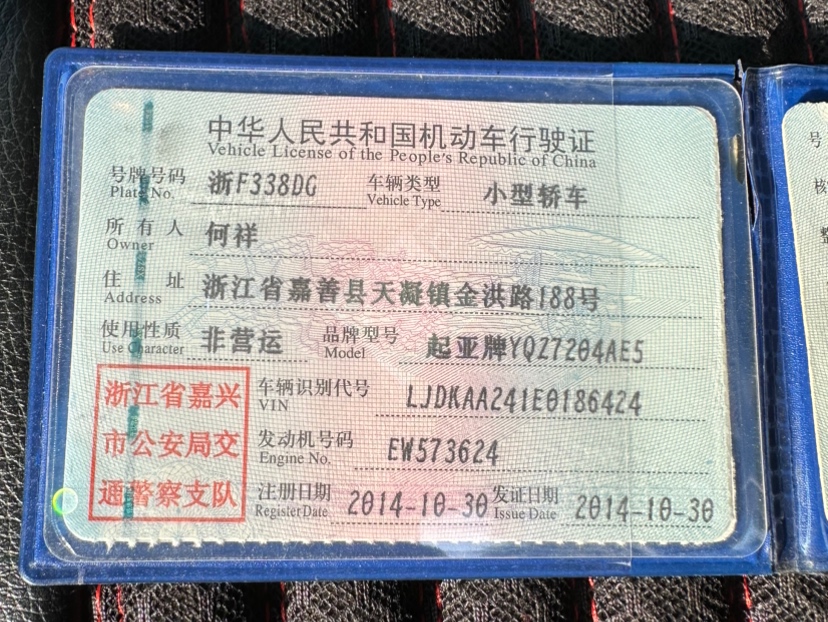 中华人民共和国机动车行驶证
Vehicle License of the People's Republic of China
号牌号码 浙F338DG 车辆类型 小型轿车
Plate No. Vehicle Type
所有人 何祥
Owner
住址 浙江省嘉善县天凝镇金洪路188号
Address
使用性质 非营运 品牌型号 起亚牌YQZ7204AE5
Use Character Model
浙江省嘉兴
市公安局交
通警察支队
车辆识别代号 LJDKAA241E0186424
VIN
发动机号码 EW573624
Engine No.
注册日期 2014-10-30 发证日期 2014-10-30
Register Date Issue Date
号
核
整